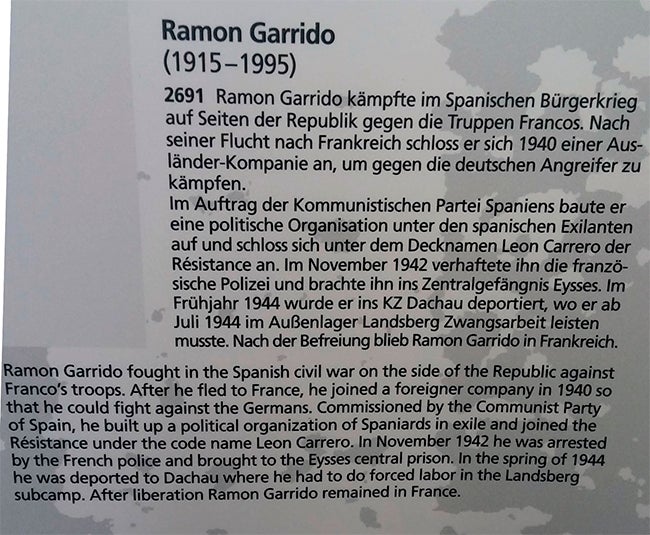 Ramon Garrido
(1915–1995)
2691 Ramon Garrido kämpfte im Spanischen Bürgerkrieg
auf Seiten der Republik gegen die Truppen Francos. Nach
seiner Flucht nach Frankreich schloss er sich 1940 einer Aus-
länder-Kompanie an, um gegen die deutschen Angreifer zu
kämpfen.
Im Auftrag der Kommunistischen Partei Spaniens baute er
eine politische Organisation unter den spanischen Exilanten
auf und schloss sich unter dem Decknamen Leon Carrero der
Résistance an. Im November 1942 verhaftete ihn die franzö-
sische Polizei und brachte ihn ins Zentralgefängnis Eysses. Im
Frühjahr 1944 wurde er ins KZ Dachau deportiert, wo er ab
Juli 1944 im Außenlager Landsberg Zwangsarbeit leisten
musste. Nach der Befreiung blieb Ramon Garrido in Frankreich.
Ramon Garrido fought in the Spanish civil war on the side of the Republic against
Franco's troops. After he fled to France, he joined a foreigner company in 1940 so
that he could fight against the Germans. Commissioned by the Communist Party
of Spain, he built up a political organization of Spaniards in exile and joined the
Résistance under the code name Leon Carrero. In November 1942 he was arrested
by the French police and brought to the Eysses central prison. In the spring of 1944
he was deported to Dachau where he had to do forced labor in the Landsberg
subcamp. After liberation Ramon Garrido remained in France.